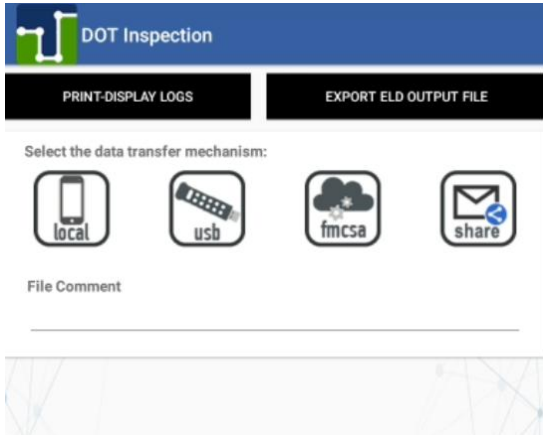 DOT Inspection
PRINT-DISPLAY LOGS
EXPORT ELD OUTPUT FILE
Select the data transfer mechanism:
local
usb
fmcsa
share
File Comment